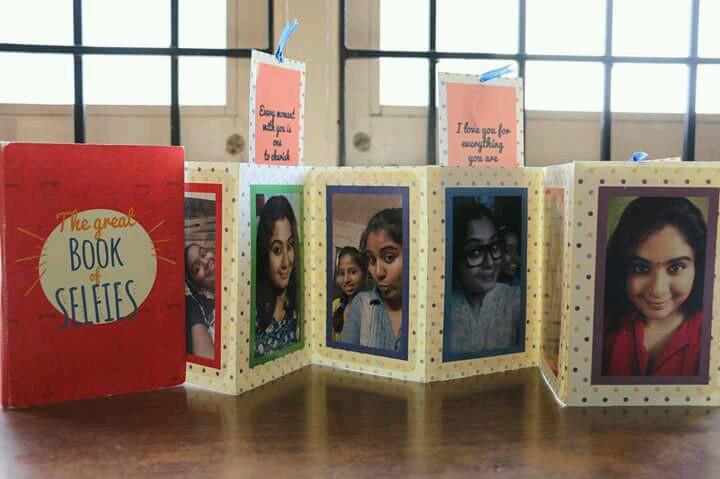 The great
BOOK
of
SELFIES
Every moment
with you is
one
to cherish
I love you for
everything
you are